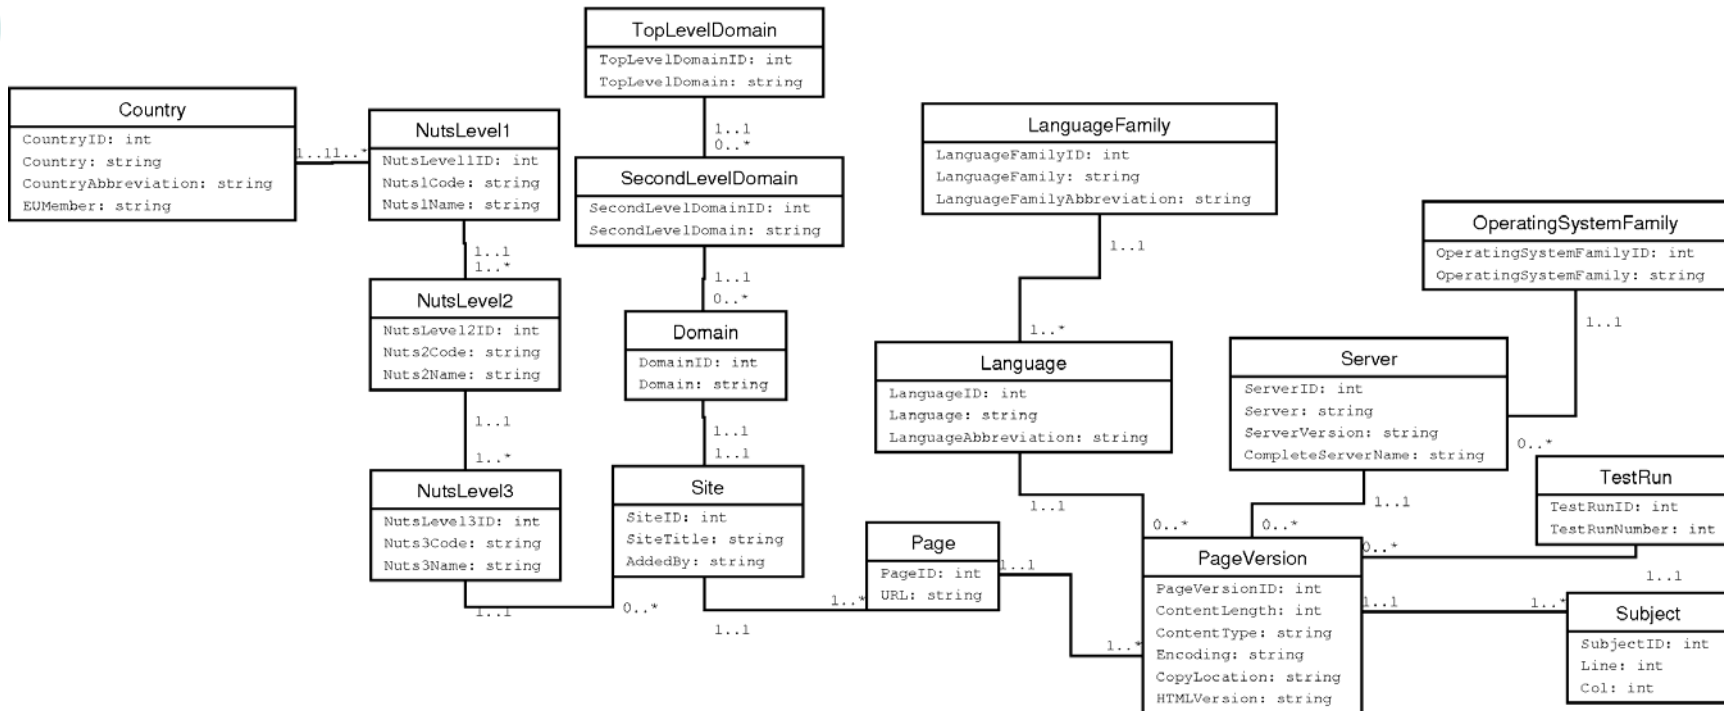 TopLevelDomain
TopLevelDomainID: int
TopLevelDomain: string
1..1
0..*
Country
CountryID: int
Country: string
CountryAbbreviation: string
EUMember: string
1..1
1..*
NutsLevel1
NutsLevel1ID: int
Nuts1Code: string
Nuts1Name: string
1..1
1..*
SecondLevelDomain
SecondLevelDomainID: int
SecondLevelDomain: string
1..1
0..*
LanguageFamily
LanguageFamilyID: int
LanguageFamily: string
LanguageFamilyAbbreviation: string
1..1
1..*
OperatingSystemFamily
OperatingSystemFamilyID: int
OperatingSystemFamily: string
1..1
0..*
NutsLevel2
NutsLevel2ID: int
Nuts2Code: string
Nuts2Name: string
1..1
1..*
Domain
DomainID: int
Domain: string
1..1
1..1
Language
LanguageID: int
Language: string
LanguageAbbreviation: string
1..1
0..*
Server
ServerID: int
Server: string
ServerVersion: string
CompleteServerName: string
1..1
0..*
TestRun
TestRunID: int
TestRunNumber: int
0..*
1..1
NutsLevel3
NutsLevel3ID: int
Nuts3Code: string
Nuts3Name: string
1..1
0..*
Site
SiteID: int
SiteTitle: string
AddedBy: string
1..1
1..*
Page
PageID: int
URL: string
1..1
1..*
PageVersion
PageVersionID: int
ContentLength: int
ContentType: string
Encoding: string
CopyLocation: string
HTMLVersion: string
1..1
1..*
Subject
SubjectID: int
Line: int
Col: int